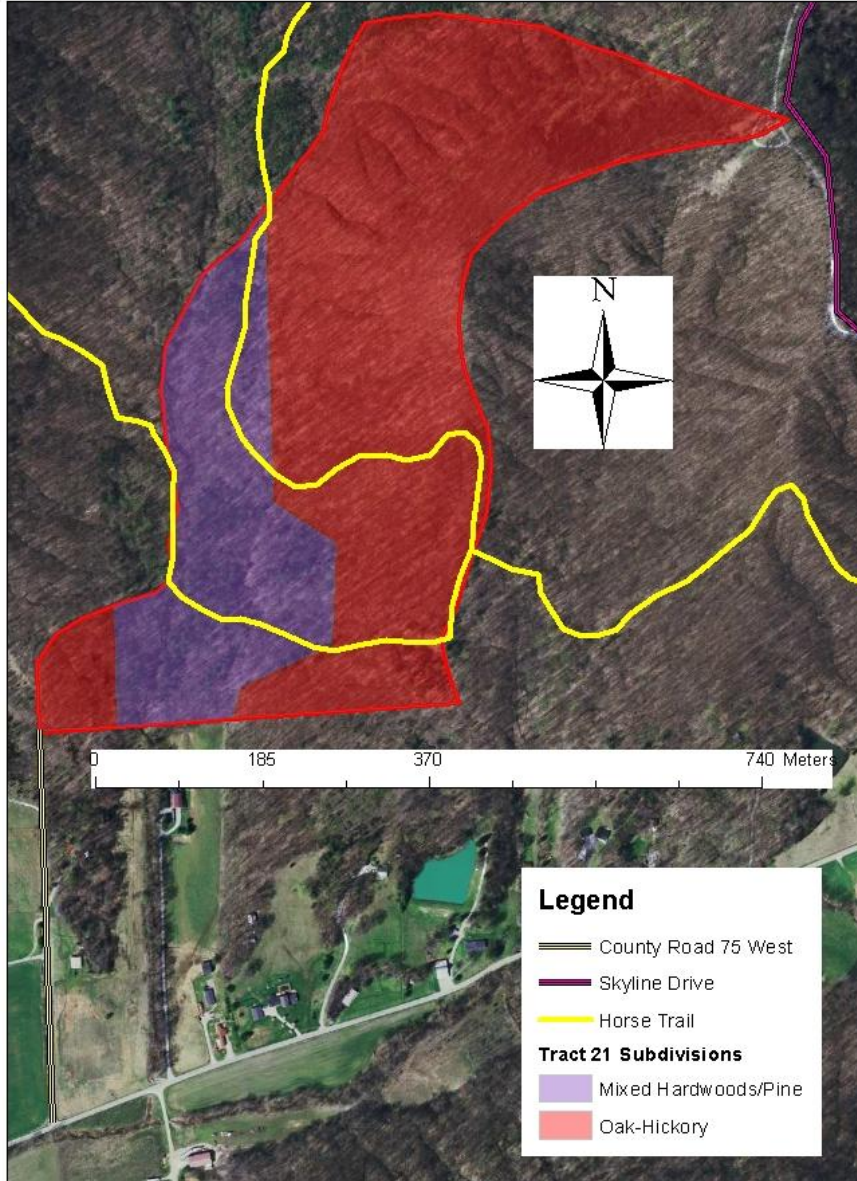 N
0 185 370 740 Meters
Legend
County Road 75 West
Skyline Drive
Horse Trail
Tract 21 Subdivisions
Mixed Hardwoods/Pine
Oak-Hickory